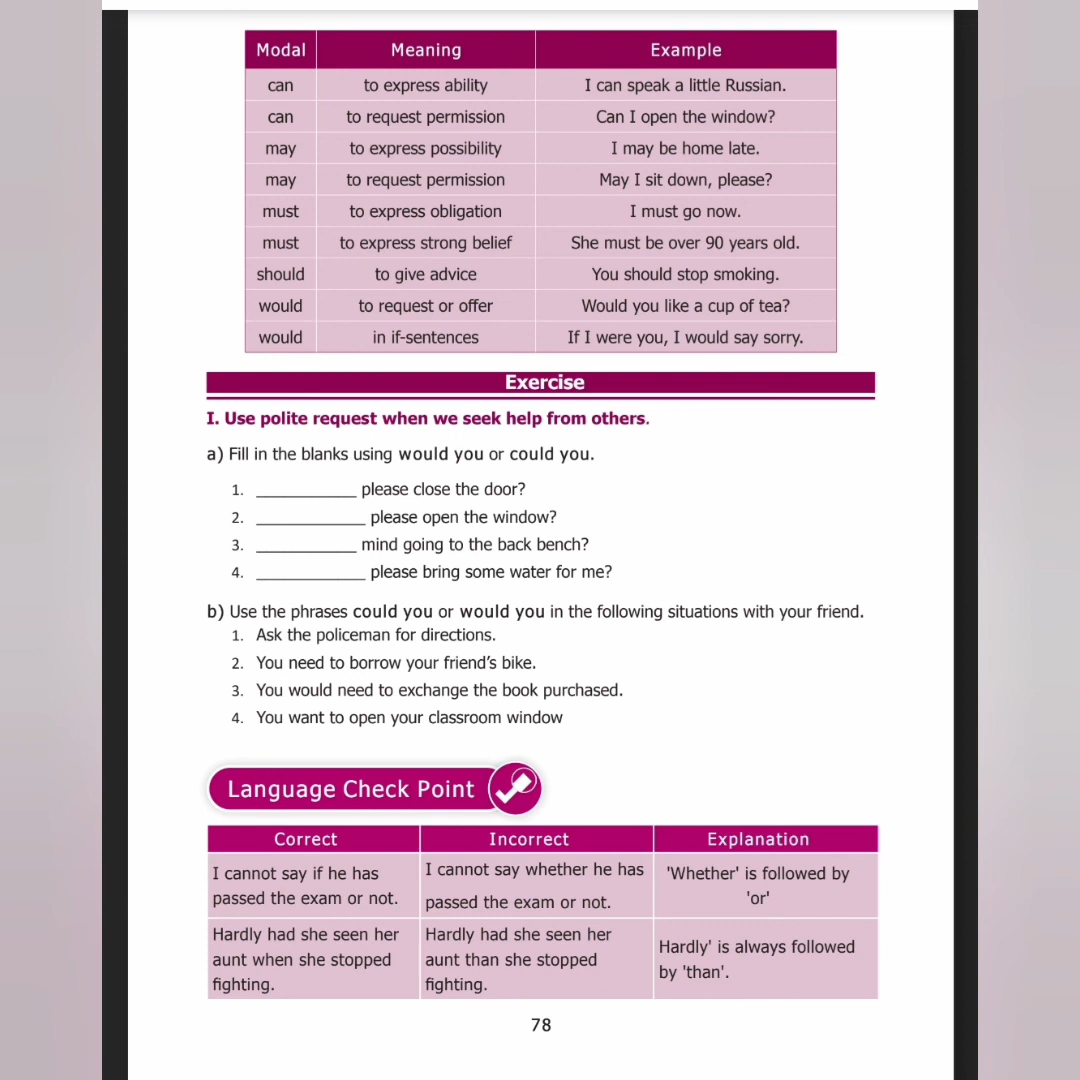 Modal Meaning Example
can to express ability I can speak a little Russian.
can to request permission Can I open the window?
may to express possibility I may be home late.
may to request permission May I sit down, please?
must to express obligation I must go now.
must to express strong belief She must be over 90 years old.
should to give advice You should stop smoking.
would to request or offer Would you like a cup of tea?
would in if-sentences If I were you, I would say sorry.
Exercise
I. Use polite request when we seek help from others.
a) Fill in the blanks using would you or could you.
1. ___________ please close the door?
2. ____________ please open the window?
3. ___________ mind going to the back bench?
4. ____________ please bring some water for me?
b) Use the phrases could you or would you in the following situations with your friend.
1. Ask the policeman for directions.
2. You need to borrow your friend's bike.
3. You would need to exchange the book purchased.
4. You want to open your classroom window
Language Check Point
Correct Incorrect Explanation
I cannot say if he has
passed the exam or not.
I cannot say whether he has
passed the exam or not.
'Whether' is followed by
'or'
Hardly had she seen her
aunt when she stopped
fighting.
Hardly had she seen her
aunt than she stopped
fighting.
Hardly' is always followed
by 'than'.
78